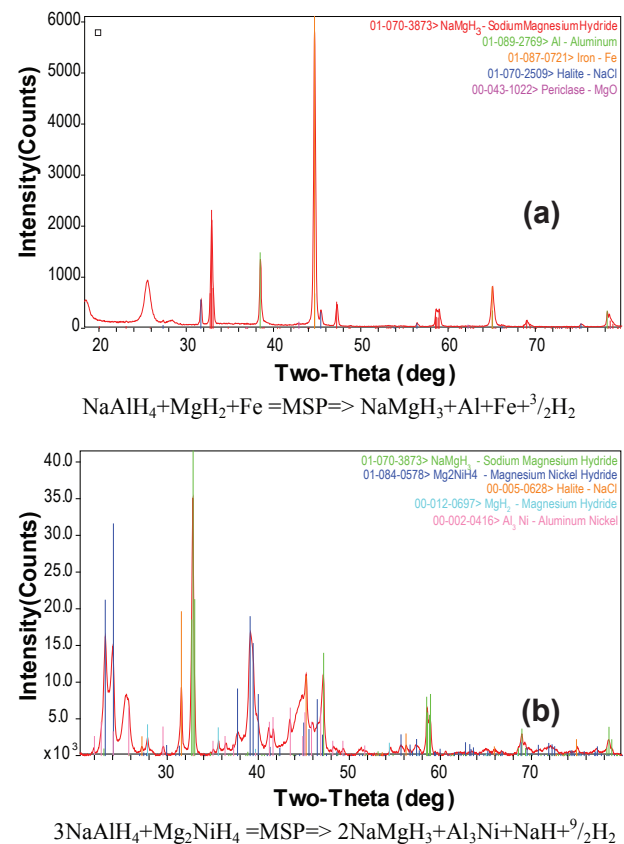 6000
5000
4000
3000
2000
1000
0
Intensity(Counts)
01-070-3873> NaMgH₃ - Sodium Magnesium Hydride
01-089-2769> Al - Aluminum
01-087-0721> Iron - Fe
01-070-2509> Halite - NaCl
00-043-1022> Periclase - MgO
(a)
20 30 40 50 60 70
Two-Theta (deg)
NaAlH₄+MgH₂+Fe =MSP=> NaMgH₃+Al+Fe+³/₂H₂
40.0
35.0
30.0
25.0
20.0
15.0
10.0
5.0
x10³
Intensity(Counts)
01-070-3873> NaMgH₃ - Sodium Magnesium Hydride
01-084-0578> Mg2NiH4 - Magnesium Nickel Hydride
00-005-0628> Halite - NaCl
00-012-0697> MgH₂ - Magnesium Hydride
00-002-0416> Al₃ Ni - Aluminum Nickel
(b)
30 40 50 60 70
Two-Theta (deg)
3NaAlH₄+Mg₂NiH₄ =MSP=> 2NaMgH₃+Al₃Ni+NaH+⁹/₂H₂